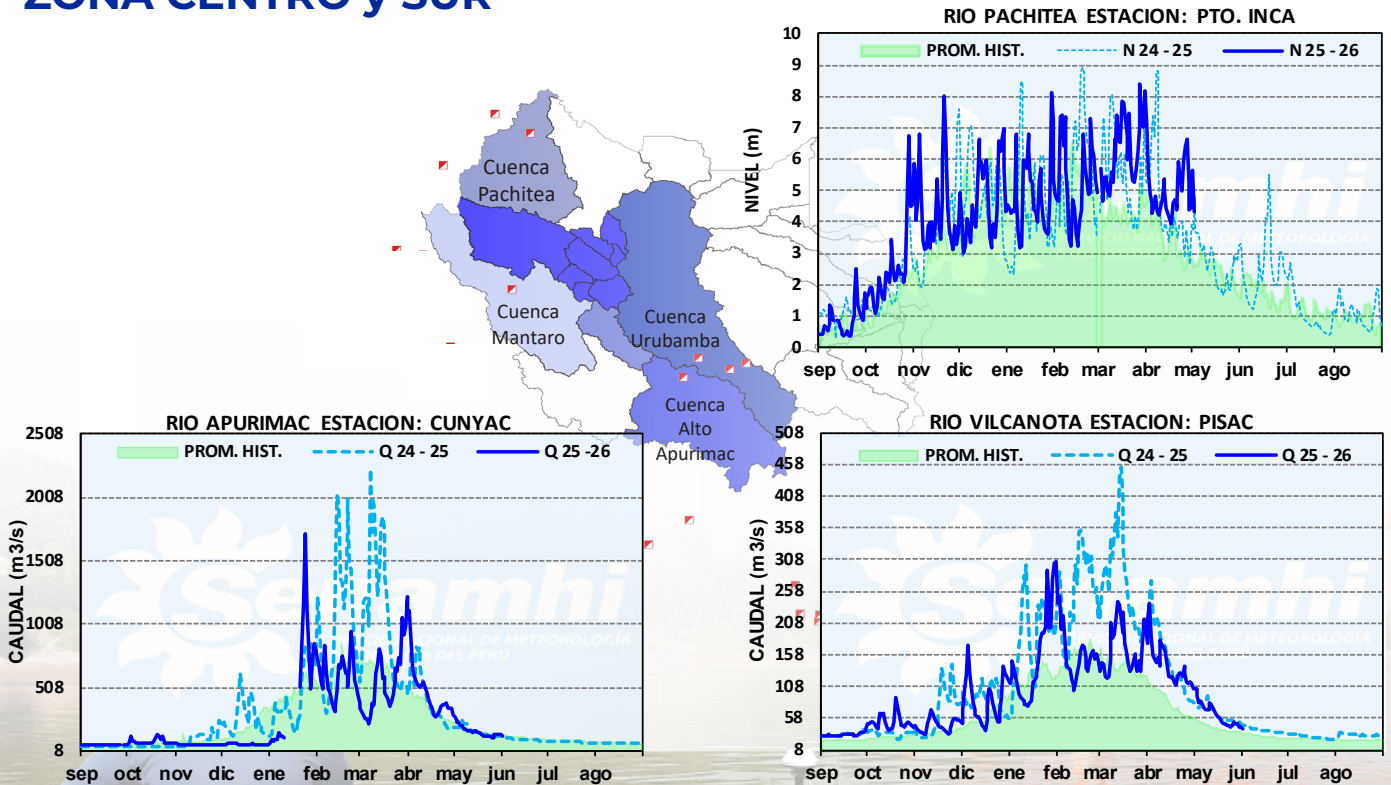 ZONA CENTRO y SUR
RIO PACHITEA ESTACION: PTO. INCA
PROM. HIST.
N 24 - 25
N 25 - 26
NIVEL (m)
10
9
8
7
6
5
4
3
2
1
0
sep oct nov dic ene feb mar abr may jun jul ago
Cuenca
Pachitea
Cuenca
Mantaro
Cuenca
Urubamba
Cuenca
Alto
Apurimac
RIO APURIMAC ESTACION: CUNYAC
PROM. HIST.
Q 24 - 25
Q 25 -26
CAUDAL (m3/s)
2508
2008
1508
1008
508
8
sep oct nov dic ene feb mar abr may jun jul ago
RIO VILCANOTA ESTACION: PISAC
PROM. HIST.
Q 24 - 25
Q 25 - 26
CAUDAL (m3/s)
508
458
408
358
308
258
208
158
108
58
8
sep oct nov dic ene feb mar abr may jun jul ago